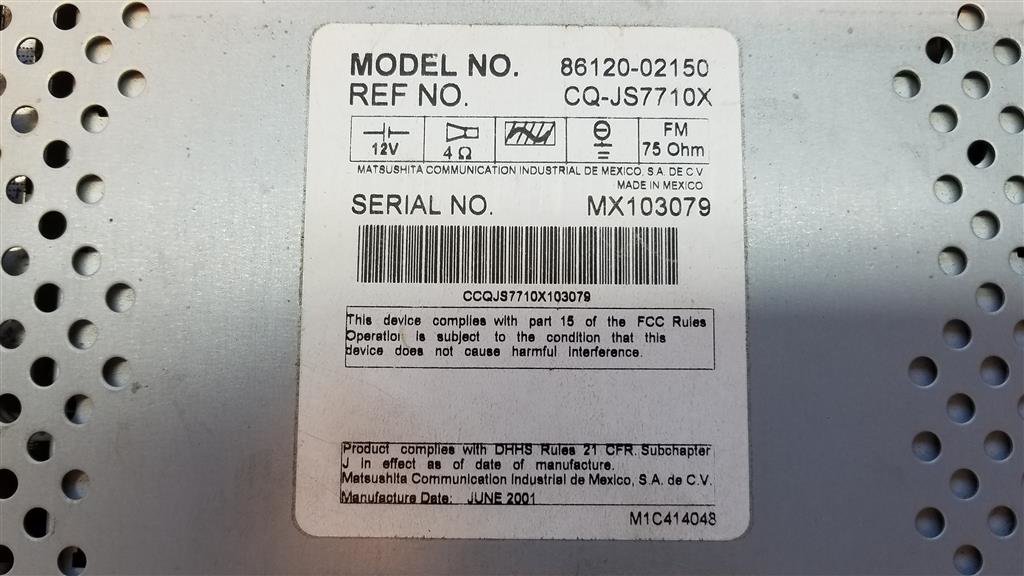 MODEL NO. 86120-02150
REF NO. CQ-JS7710X
12V 4 Ω FM 75 Ohm
MATSUSHITA COMMUNICATION INDUSTRIAL DE MEXICO, S.A. DE C.V
MADE IN MEXICO
SERIAL NO. MX103079
CCQJS7710X103079
This device complies with part 15 of the FCC Rules
Operation is subject to the condition that this
device does not cause harmful interference.
Product complies with DHHS Rules 21 CFR. Subchapter
J in effect as of date of manufacture.
Matsushita Communication Industrial de Mexico, S.A. de C.V.
Manufacture Date: JUNE 2001
M1C414048